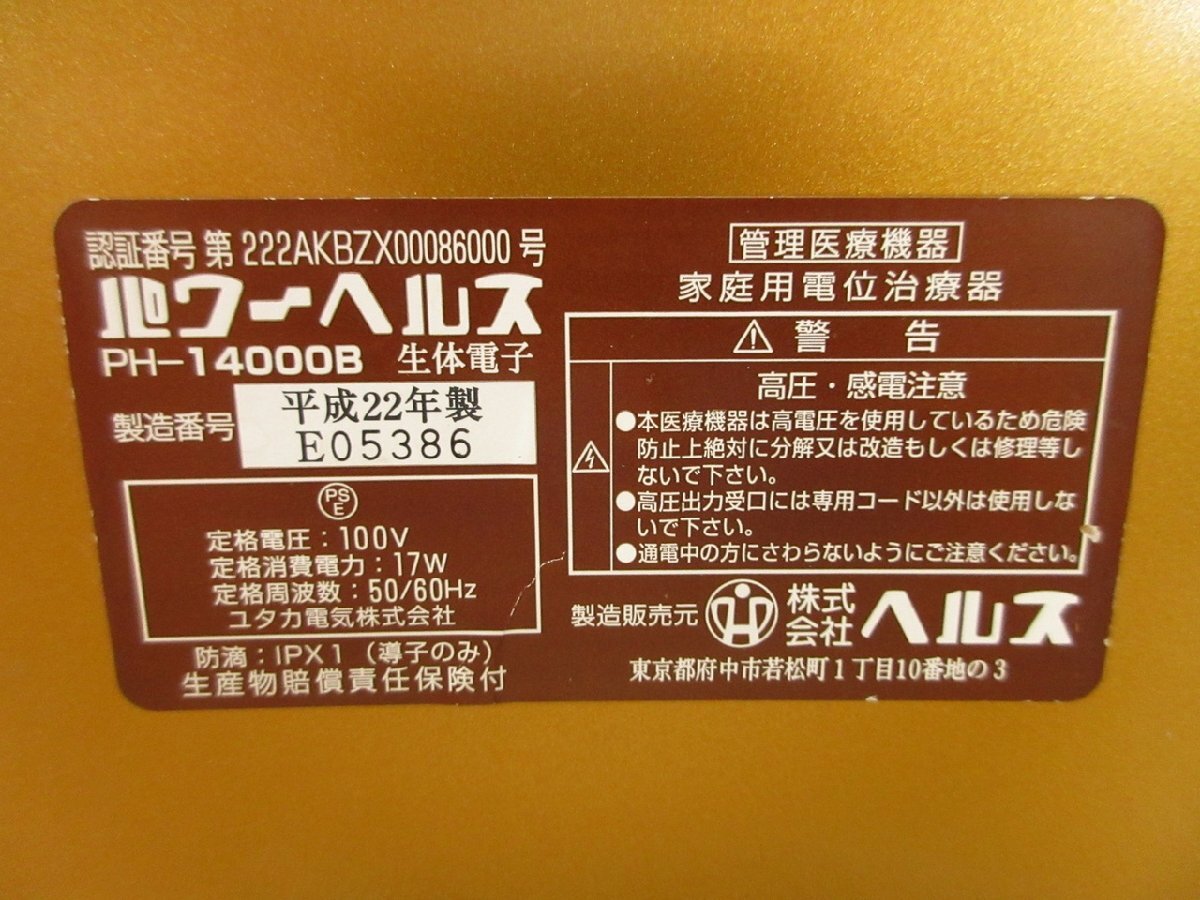 認証番号 第 222AKBZX00086000 号
パワーヘルス
PH-14000B 生体電子
製造番号
平成22年製
E05386
PS
E
定格電圧：100V
定格消費電力：17W
定格周波数：50/60Hz
ユタカ電気株式会社
防滴：IPX1（導子のみ）
生産物賠償責任保険付
管理医療機器
家庭用電位治療器
警告
高圧・感電注意
●本医療機器は高電圧を使用しているため危険
防止上絶対に分解又は改造もしくは修理等し
ないで下さい。
●高圧出力受口には専用コード以外は使用しな
いで下さい。
●通電中の方にさわらないようにご注意ください。
製造販売元 株式会社 ヘルス
東京都府中市若松町1丁目10番地の3